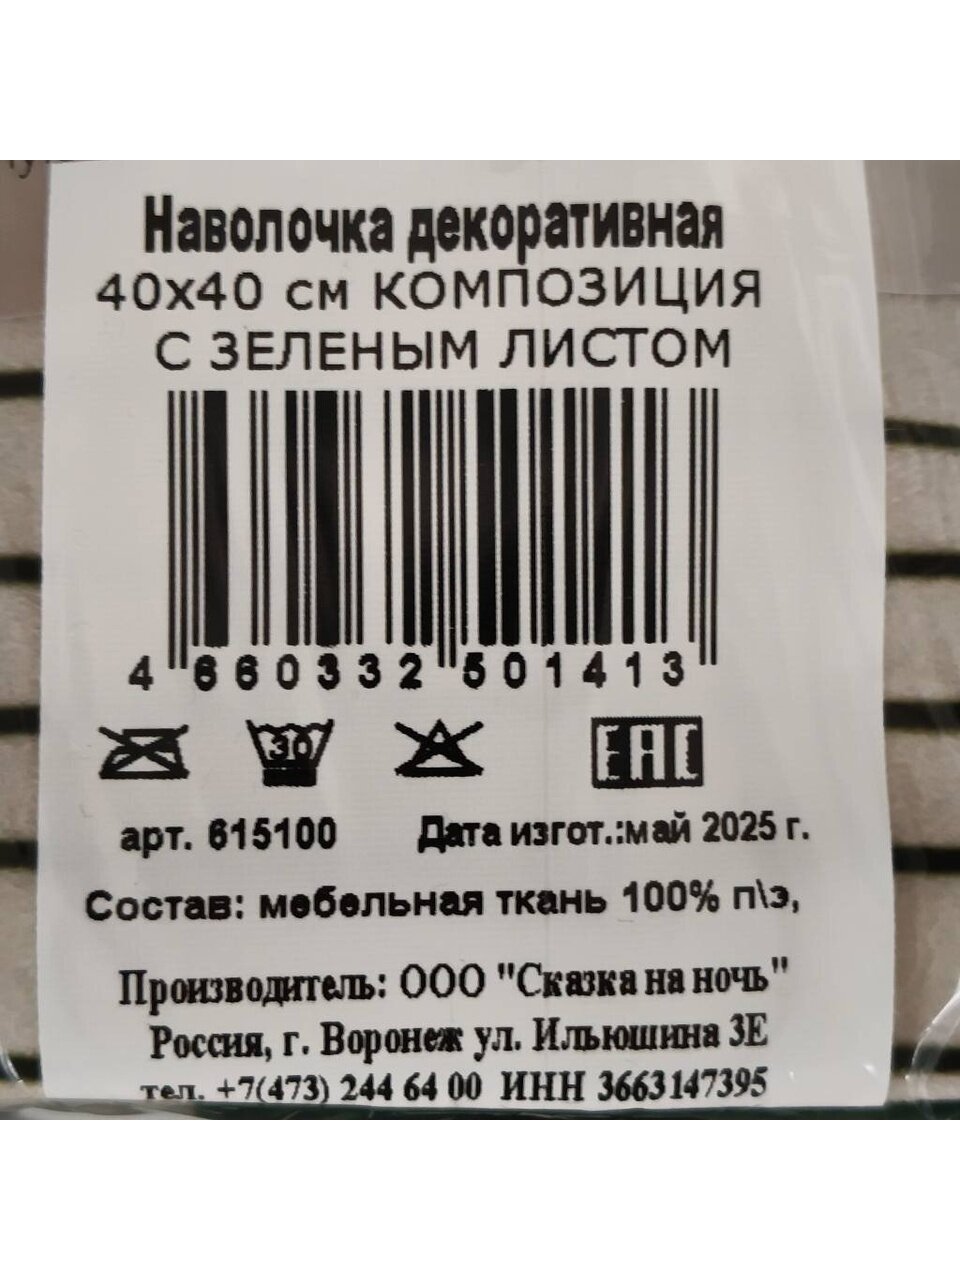 Наволочка декоративная
40х40 см КОМПОЗИЦИЯ
С ЗЕЛЕНЫМ ЛИСТОМ
4 660332 501413
30 EAC
арт. 615100 Дата изгот.:май 2025 г.
Состав: мебельная ткань 100% п\э,
Производитель: ООО "Сказка на ночь"
Россия, г. Воронеж ул. Ильюшина 3Е
тел. +7(473) 244 64 00 ИНН 3663147395